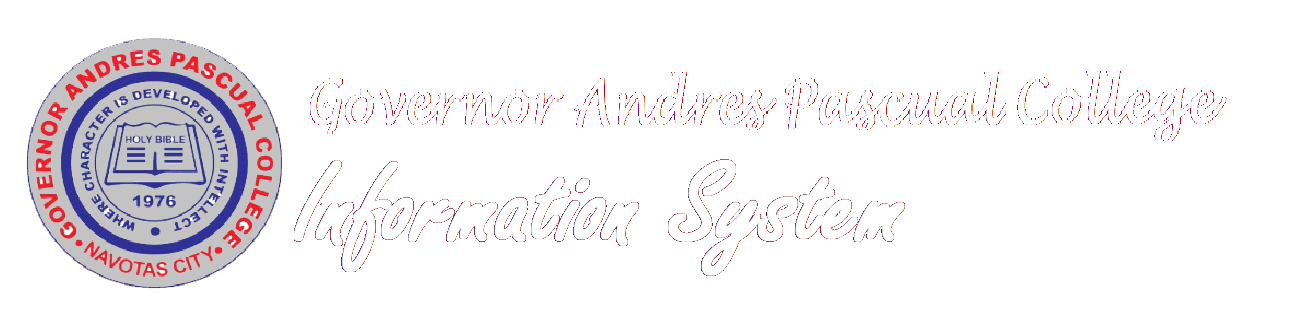 GOVERNOR ANDRES PASCUAL COLLEGE
WHERE CHARACTER IS DEVELOPED WITH INTELLECT
HOLY BIBLE
1976
NAVOTAS CITY
Governor Andres Pascual College
Information System